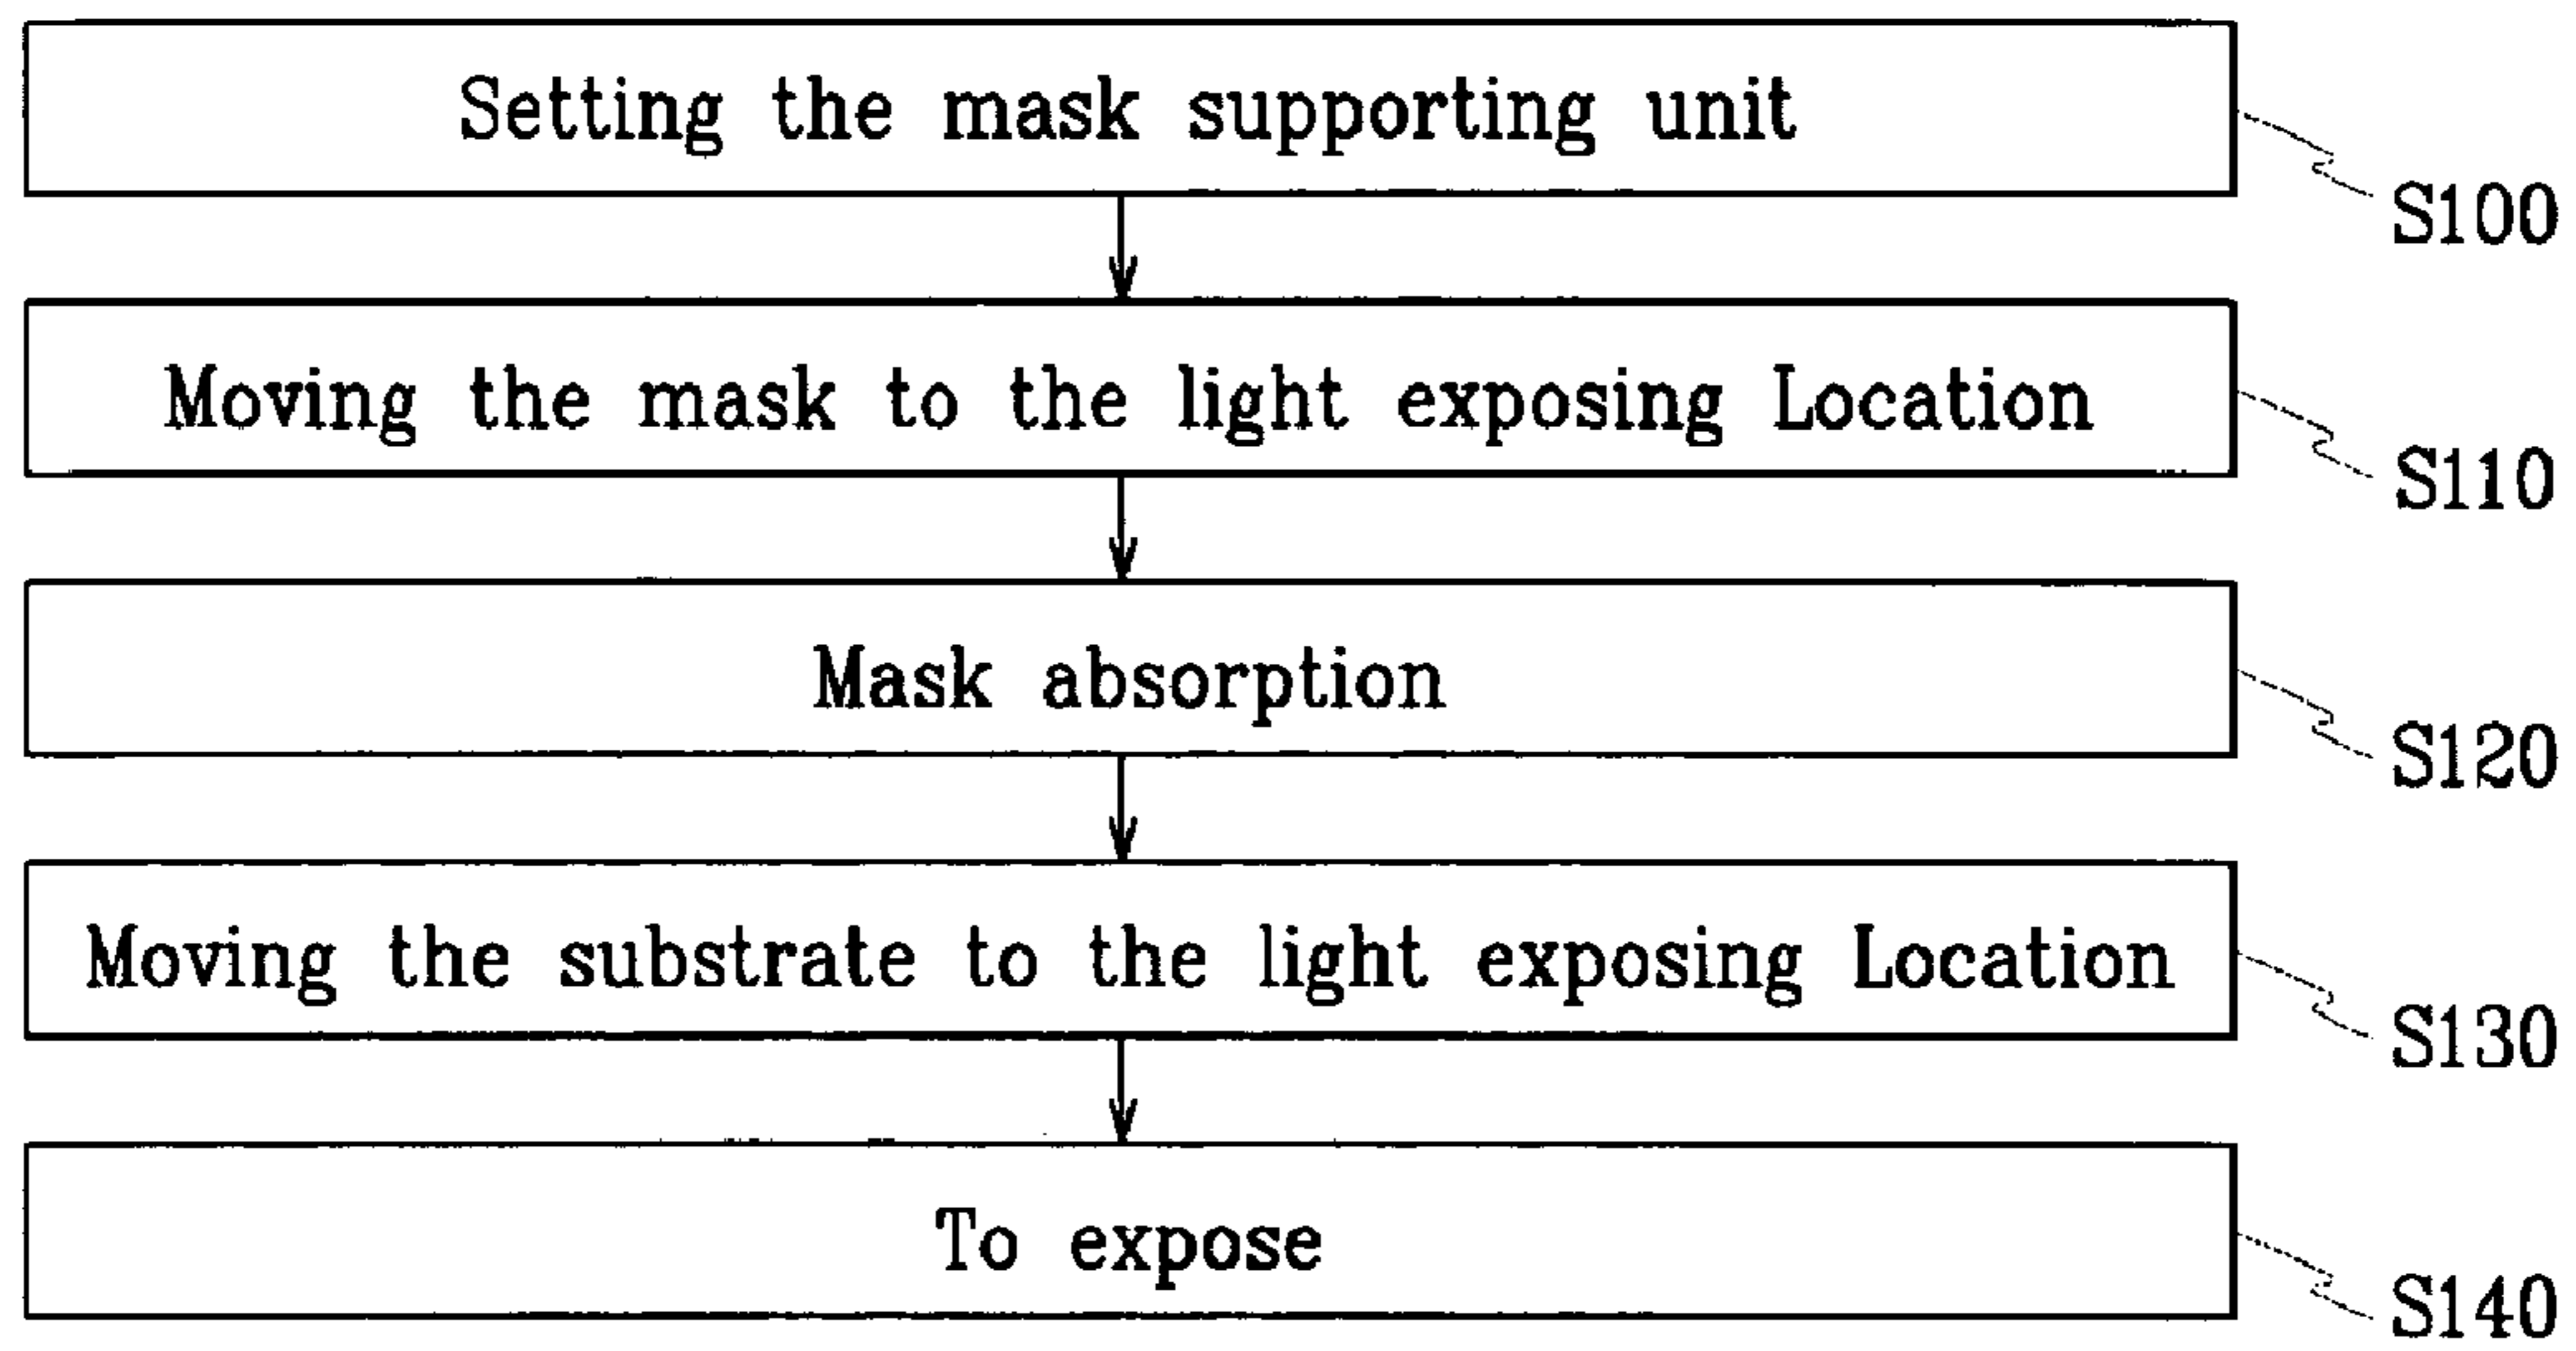 Setting the mask supporting unit
S100
Moving the mask to the light exposing Location
S110
Mask absorption
S120
Moving the substrate to the light exposing Location
S130
To expose
S140